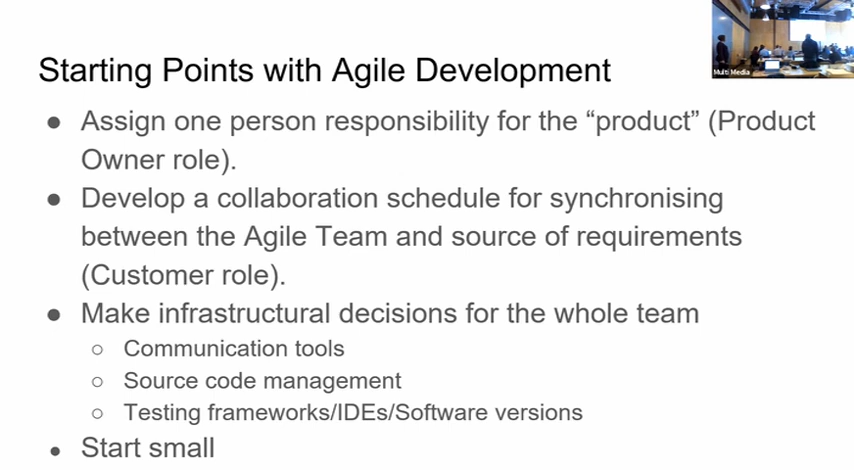 Multi Media
Starting Points with Agile Development
● Assign one person responsibility for the “product” (Product
Owner role).
● Develop a collaboration schedule for synchronising
between the Agile Team and source of requirements
(Customer role).
● Make infrastructural decisions for the whole team
○ Communication tools
○ Source code management
○ Testing frameworks/IDEs/Software versions
● Start small